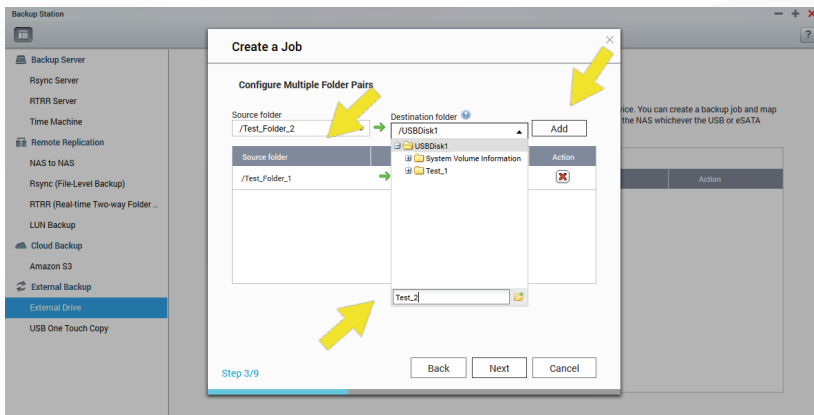 Backup Station
Backup Server
Rsync Server
RTRR Server
Time Machine
Remote Replication
NAS to NAS
Rsync (File-Level Backup)
RTRR (Real-time Two-way Folder ...
LUN Backup
Cloud Backup
Amazon S3
External Backup
External Drive
USB One Touch Copy
Create a Job
Configure Multiple Folder Pairs
Source folder
Destination folder
/Test_Folder_2
/USBDisk1
Add
Source folder
Action
/Test_Folder_1
USBDisk1
System Volume Information
Test_1
Test_2
Step 3/9
Back
Next
Cancel
vice. You can create a backup job and map
the NAS whichever the USB or eSATA
Action